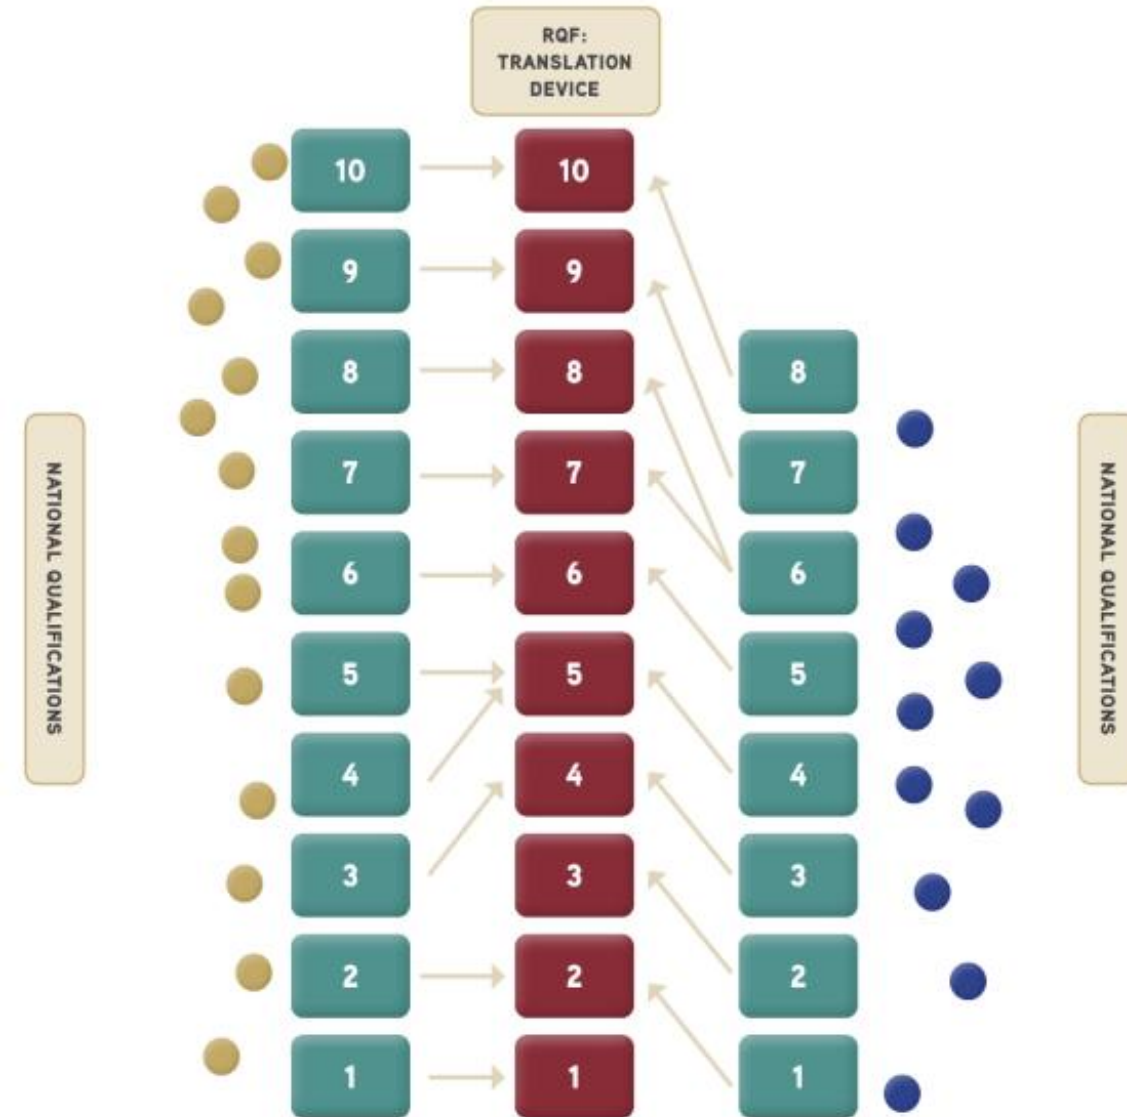 RQF:
TRANSLATION
DEVICE
10 10
9 9
8 8 8
7 7 7
6 6 6
5 5 5
4 4 4
3 3 3
2 2 2
1 1 1
NATIONAL QUALIFICATIONS
NATIONAL QUALIFICATIONS